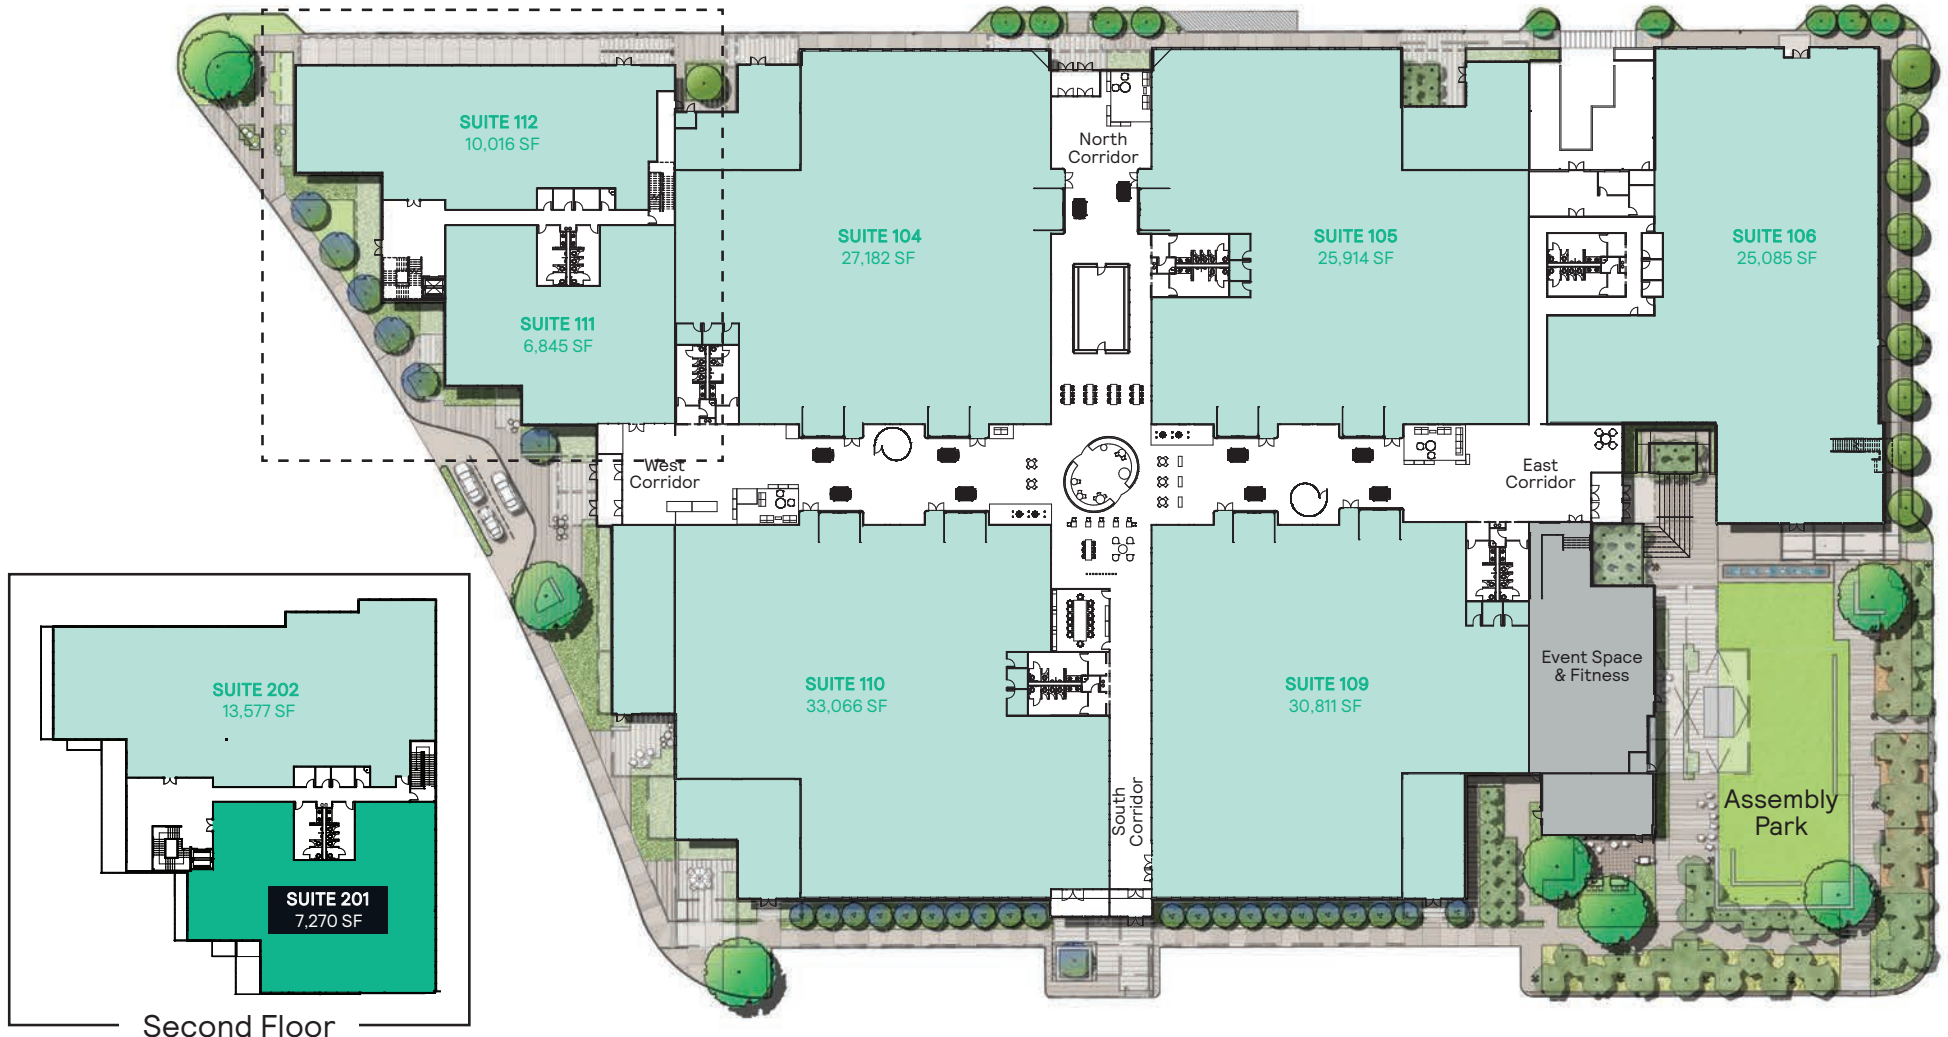 SUITE 112
10,016 SF
North
Corridor
SUITE 104
27,182 SF
SUITE 105
25,914 SF
SUITE 106
25,085 SF
SUITE 111
6,845 SF
West
Corridor
East
Corridor
SUITE 110
33,066 SF
SUITE 109
30,811 SF
Event Space
& Fitness
South
Corridor
Assembly
Park
SUITE 202
13,577 SF
SUITE 201
7,270 SF
Second Floor